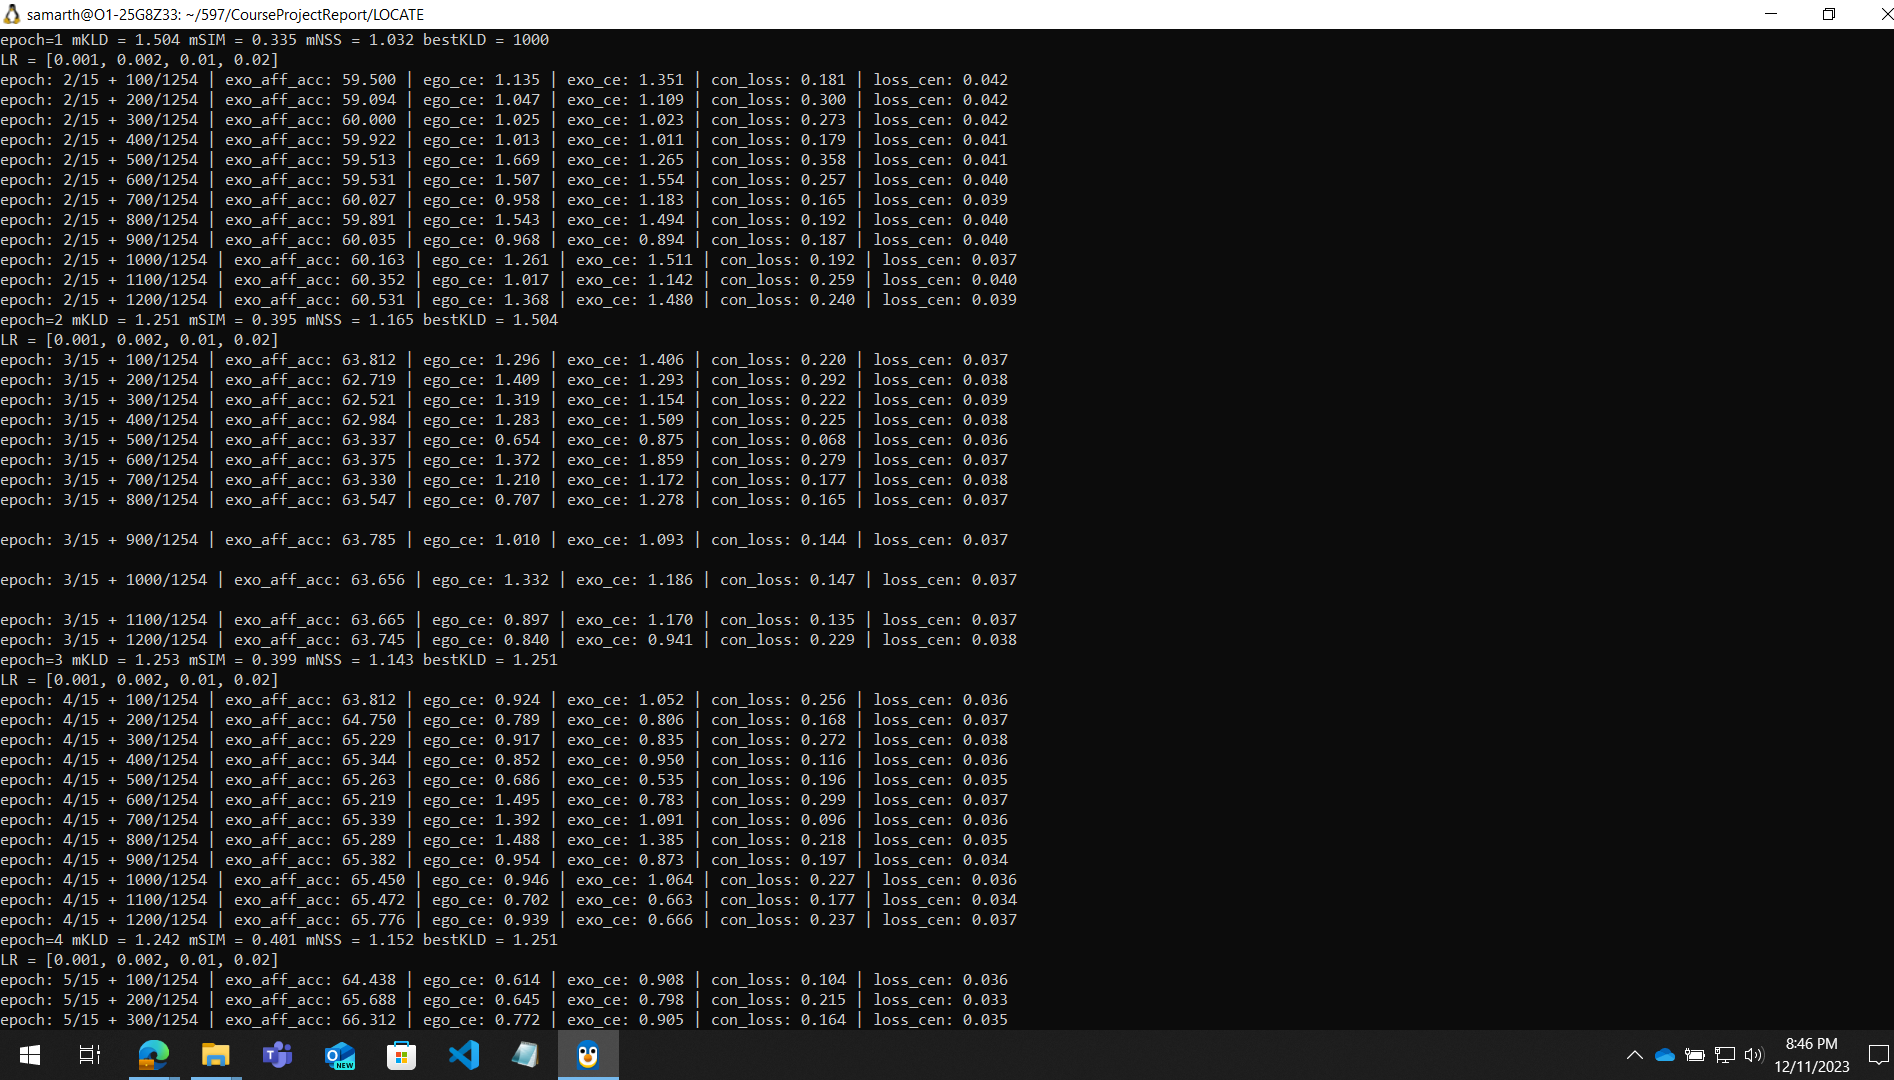 samarth@O1-25G8Z33: ~/597/CourseProjectReport/LOCATE
epoch=1 mKLD = 1.504 mSIM = 0.335 mNSS = 1.032 bestKLD = 1000
LR = [0.001, 0.002, 0.01, 0.02]
epoch: 2/15 + 100/1254 | exo_aff_acc: 59.500 | ego_ce: 1.135 | exo_ce: 1.351 | con_loss: 0.181 | loss_cen: 0.042
epoch: 2/15 + 200/1254 | exo_aff_acc: 59.094 | ego_ce: 1.047 | exo_ce: 1.109 | con_loss: 0.300 | loss_cen: 0.042
epoch: 2/15 + 300/1254 | exo_aff_acc: 60.000 | ego_ce: 1.025 | exo_ce: 1.023 | con_loss: 0.273 | loss_cen: 0.042
epoch: 2/15 + 400/1254 | exo_aff_acc: 59.922 | ego_ce: 1.013 | exo_ce: 1.011 | con_loss: 0.179 | loss_cen: 0.041
epoch: 2/15 + 500/1254 | exo_aff_acc: 59.513 | ego_ce: 1.669 | exo_ce: 1.265 | con_loss: 0.358 | loss_cen: 0.041
epoch: 2/15 + 600/1254 | exo_aff_acc: 59.531 | ego_ce: 1.507 | exo_ce: 1.554 | con_loss: 0.257 | loss_cen: 0.040
epoch: 2/15 + 700/1254 | exo_aff_acc: 60.027 | ego_ce: 0.958 | exo_ce: 1.183 | con_loss: 0.165 | loss_cen: 0.039
epoch: 2/15 + 800/1254 | exo_aff_acc: 59.891 | ego_ce: 1.543 | exo_ce: 1.494 | con_loss: 0.192 | loss_cen: 0.040
epoch: 2/15 + 900/1254 | exo_aff_acc: 60.035 | ego_ce: 0.968 | exo_ce: 0.894 | con_loss: 0.187 | loss_cen: 0.040
epoch: 2/15 + 1000/1254 | exo_aff_acc: 60.163 | ego_ce: 1.261 | exo_ce: 1.511 | con_loss: 0.192 | loss_cen: 0.037
epoch: 2/15 + 1100/1254 | exo_aff_acc: 60.352 | ego_ce: 1.017 | exo_ce: 1.142 | con_loss: 0.259 | loss_cen: 0.040
epoch: 2/15 + 1200/1254 | exo_aff_acc: 60.531 | ego_ce: 1.368 | exo_ce: 1.480 | con_loss: 0.240 | loss_cen: 0.039
epoch=2 mKLD = 1.251 mSIM = 0.395 mNSS = 1.165 bestKLD = 1.504
LR = [0.001, 0.002, 0.01, 0.02]
epoch: 3/15 + 100/1254 | exo_aff_acc: 63.812 | ego_ce: 1.296 | exo_ce: 1.406 | con_loss: 0.220 | loss_cen: 0.037
epoch: 3/15 + 200/1254 | exo_aff_acc: 62.719 | ego_ce: 1.409 | exo_ce: 1.293 | con_loss: 0.292 | loss_cen: 0.038
epoch: 3/15 + 300/1254 | exo_aff_acc: 62.521 | ego_ce: 1.319 | exo_ce: 1.154 | con_loss: 0.222 | loss_cen: 0.039
epoch: 3/15 + 400/1254 | exo_aff_acc: 62.984 | ego_ce: 1.283 | exo_ce: 1.509 | con_loss: 0.225 | loss_cen: 0.038
epoch: 3/15 + 500/1254 | exo_aff_acc: 63.337 | ego_ce: 0.654 | exo_ce: 0.875 | con_loss: 0.068 | loss_cen: 0.036
epoch: 3/15 + 600/1254 | exo_aff_acc: 63.375 | ego_ce: 1.372 | exo_ce: 1.859 | con_loss: 0.279 | loss_cen: 0.037
epoch: 3/15 + 700/1254 | exo_aff_acc: 63.330 | ego_ce: 1.210 | exo_ce: 1.172 | con_loss: 0.177 | loss_cen: 0.038
epoch: 3/15 + 800/1254 | exo_aff_acc: 63.547 | ego_ce: 0.707 | exo_ce: 1.278 | con_loss: 0.165 | loss_cen: 0.037
epoch: 3/15 + 900/1254 | exo_aff_acc: 63.785 | ego_ce: 1.010 | exo_ce: 1.093 | con_loss: 0.144 | loss_cen: 0.037
epoch: 3/15 + 1000/1254 | exo_aff_acc: 63.656 | ego_ce: 1.332 | exo_ce: 1.186 | con_loss: 0.147 | loss_cen: 0.037
epoch: 3/15 + 1100/1254 | exo_aff_acc: 63.665 | ego_ce: 0.897 | exo_ce: 1.170 | con_loss: 0.135 | loss_cen: 0.037
epoch: 3/15 + 1200/1254 | exo_aff_acc: 63.745 | ego_ce: 0.840 | exo_ce: 0.941 | con_loss: 0.229 | loss_cen: 0.038
epoch=3 mKLD = 1.253 mSIM = 0.399 mNSS = 1.143 bestKLD = 1.251
LR = [0.001, 0.002, 0.01, 0.02]
epoch: 4/15 + 100/1254 | exo_aff_acc: 63.812 | ego_ce: 0.924 | exo_ce: 1.052 | con_loss: 0.256 | loss_cen: 0.036
epoch: 4/15 + 200/1254 | exo_aff_acc: 64.750 | ego_ce: 0.789 | exo_ce: 0.806 | con_loss: 0.168 | loss_cen: 0.037
epoch: 4/15 + 300/1254 | exo_aff_acc: 65.229 | ego_ce: 0.917 | exo_ce: 0.835 | con_loss: 0.272 | loss_cen: 0.038
epoch: 4/15 + 400/1254 | exo_aff_acc: 65.344 | ego_ce: 0.852 | exo_ce: 0.950 | con_loss: 0.116 | loss_cen: 0.036
epoch: 4/15 + 500/1254 | exo_aff_acc: 65.263 | ego_ce: 0.686 | exo_ce: 0.535 | con_loss: 0.196 | loss_cen: 0.035
epoch: 4/15 + 600/1254 | exo_aff_acc: 65.219 | ego_ce: 1.495 | exo_ce: 0.783 | con_loss: 0.299 | loss_cen: 0.037
epoch: 4/15 + 700/1254 | exo_aff_acc: 65.339 | ego_ce: 1.392 | exo_ce: 1.091 | con_loss: 0.096 | loss_cen: 0.036
epoch: 4/15 + 800/1254 | exo_aff_acc: 65.289 | ego_ce: 1.488 | exo_ce: 1.385 | con_loss: 0.218 | loss_cen: 0.035
epoch: 4/15 + 900/1254 | exo_aff_acc: 65.382 | ego_ce: 0.954 | exo_ce: 0.873 | con_loss: 0.197 | loss_cen: 0.034
epoch: 4/15 + 1000/1254 | exo_aff_acc: 65.450 | ego_ce: 0.946 | exo_ce: 1.064 | con_loss: 0.227 | loss_cen: 0.036
epoch: 4/15 + 1100/1254 | exo_aff_acc: 65.472 | ego_ce: 0.702 | exo_ce: 0.663 | con_loss: 0.177 | loss_cen: 0.034
epoch: 4/15 + 1200/1254 | exo_aff_acc: 65.776 | ego_ce: 0.939 | exo_ce: 0.666 | con_loss: 0.237 | loss_cen: 0.037
epoch=4 mKLD = 1.242 mSIM = 0.401 mNSS = 1.152 bestKLD = 1.251
LR = [0.001, 0.002, 0.01, 0.02]
epoch: 5/15 + 100/1254 | exo_aff_acc: 64.438 | ego_ce: 0.614 | exo_ce: 0.908 | con_loss: 0.104 | loss_cen: 0.036
epoch: 5/15 + 200/1254 | exo_aff_acc: 65.688 | ego_ce: 0.645 | exo_ce: 0.798 | con_loss: 0.215 | loss_cen: 0.033
epoch: 5/15 + 300/1254 | exo_aff_acc: 66.312 | ego_ce: 0.772 | exo_ce: 0.905 | con_loss: 0.164 | loss_cen: 0.035
NEW
8:46 PM
12/11/2023